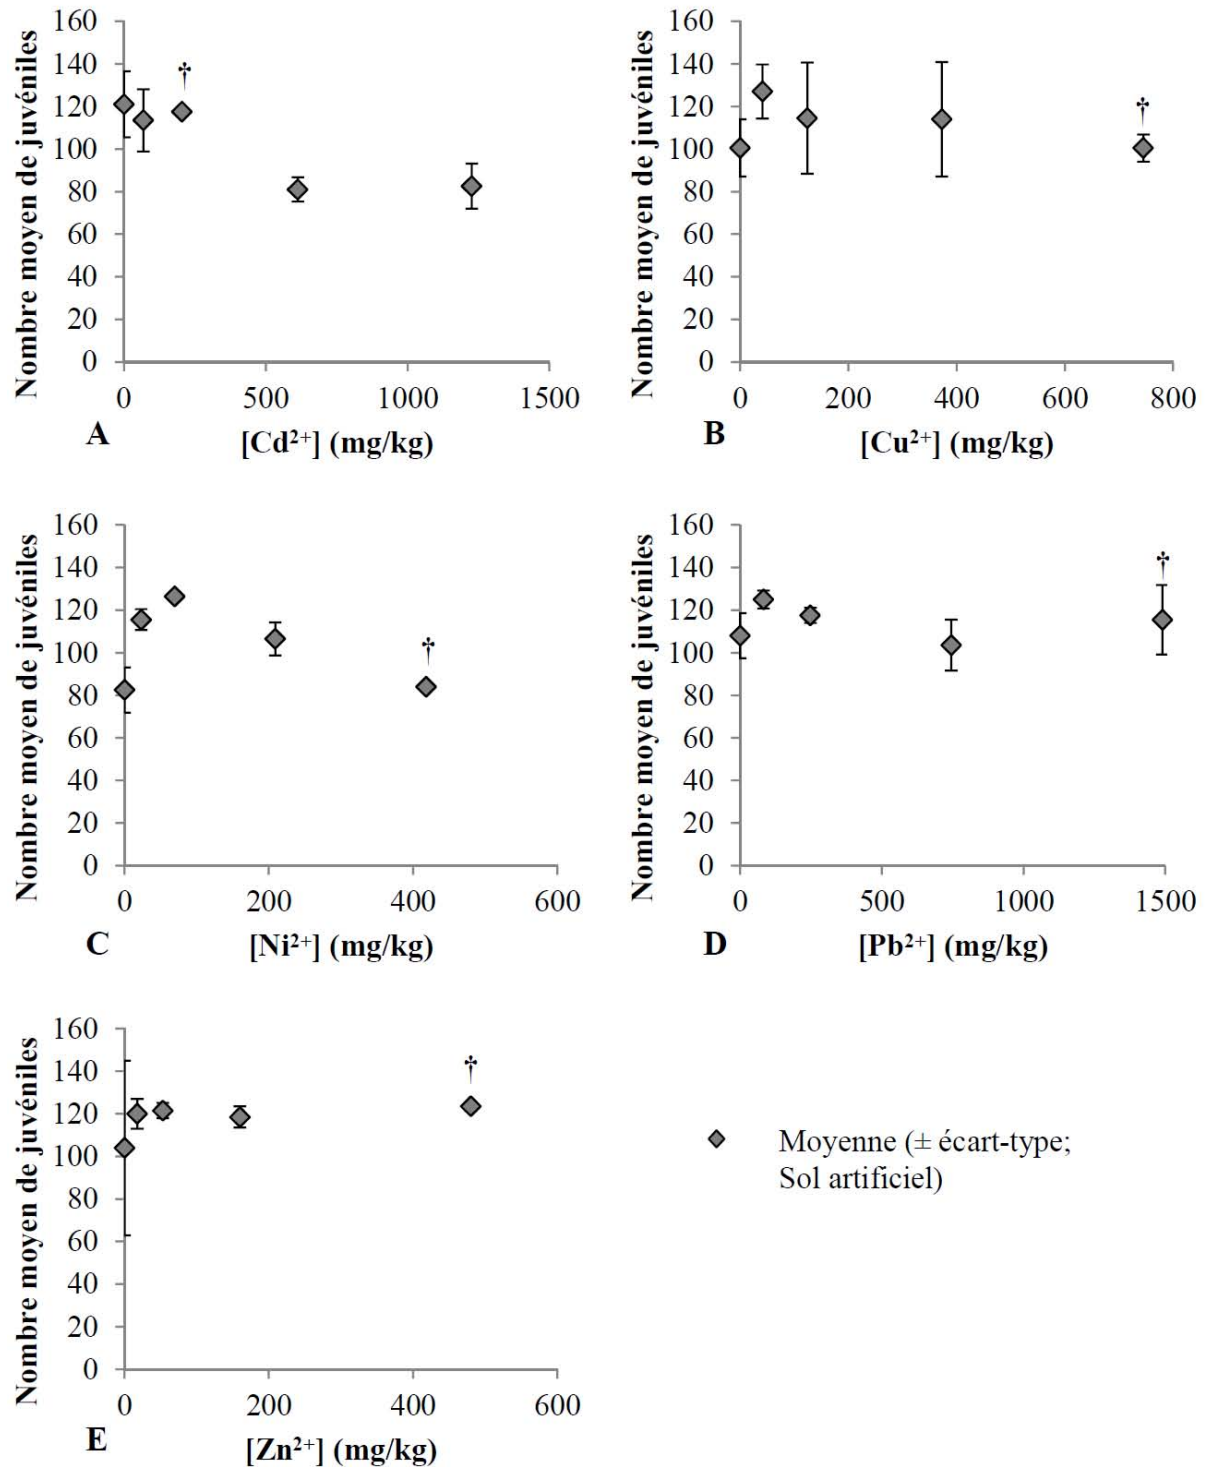 Nombre moyen de juvéniles
160
140
120
100
80
60
40
20
0
†
0 500 1000 1500
A
[Cd²⁺] (mg/kg)
Nombre moyen de juvéniles
160
140
120
100
80
60
40
20
0
†
0 200 400 600 800
B
[Cu²⁺] (mg/kg)
Nombre moyen de juvéniles
160
140
120
100
80
60
40
20
0
†
0 200 400 600
C
[Ni²⁺] (mg/kg)
Nombre moyen de juvéniles
160
140
120
100
80
60
40
20
0
†
0 500 1000 1500
D
[Pb²⁺] (mg/kg)
Nombre moyen de juvéniles
160
140
120
100
80
60
40
20
0
†
0 200 400 600
E
[Zn²⁺] (mg/kg)
Moyenne (± écart-type;
Sol artificiel)